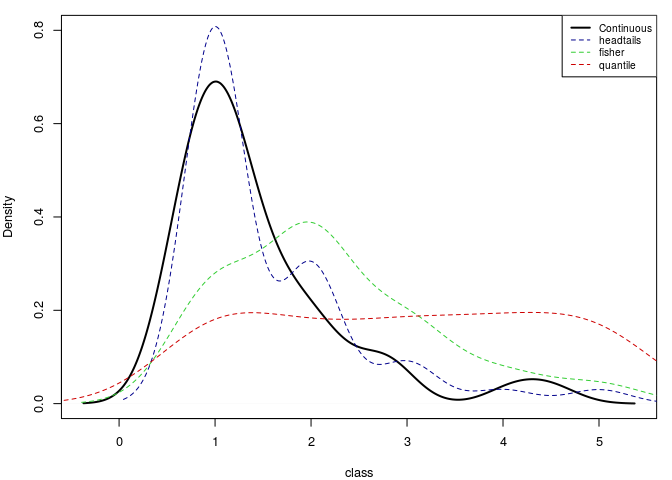 Continuous
headtails
fisher
quantile
Density
0.8
0.6
0.4
0.2
0.0
0 1 2 3 4 5
class